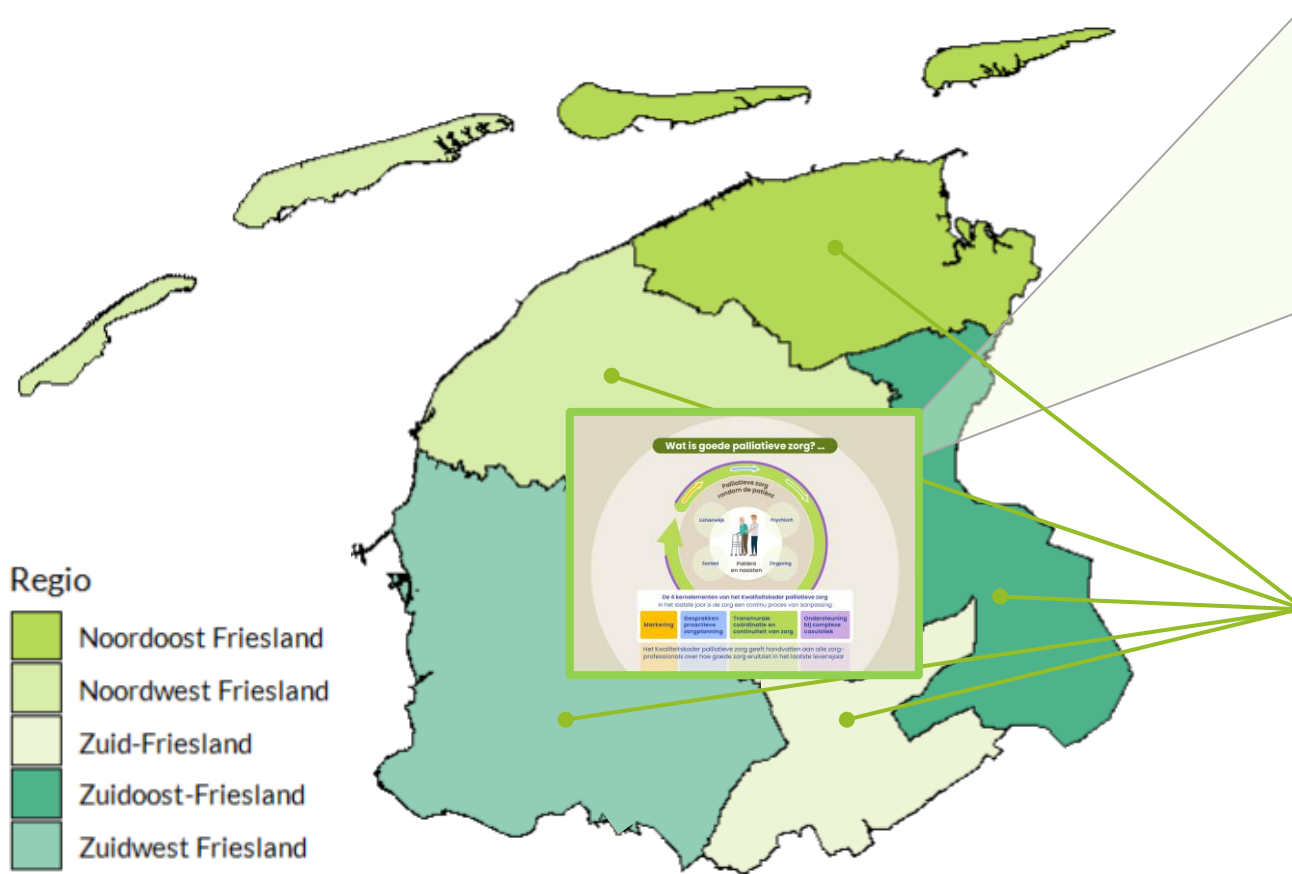 Regio
Noordoost Friesland
Noordwest Friesland
Zuid-Friesland
Zuidoost-Friesland
Zuidwest Friesland
Wat is goede palliatieve zorg? ...
Palliatieve zorg
rondom de patiënt
Lichamelijk
Psychisch
Sociaal
Zingeving
Patiënt
en naasten
De 4 kernelementen van het Kwaliteitskader palliatieve zorg
In het laatste jaar is de zorg een continu proces van aanpassing
Markering
Gesprekken
proactieve
zorgplanning
Transmurale
coördinatie en
continuïteit van zorg
Ondersteuning
bij complexe
casuïstiek
Het Kwaliteitskader palliatieve zorg geeft handvatten aan alle zorg-
professionals over hoe goede zorg eruitziet in het laatste levensjaar